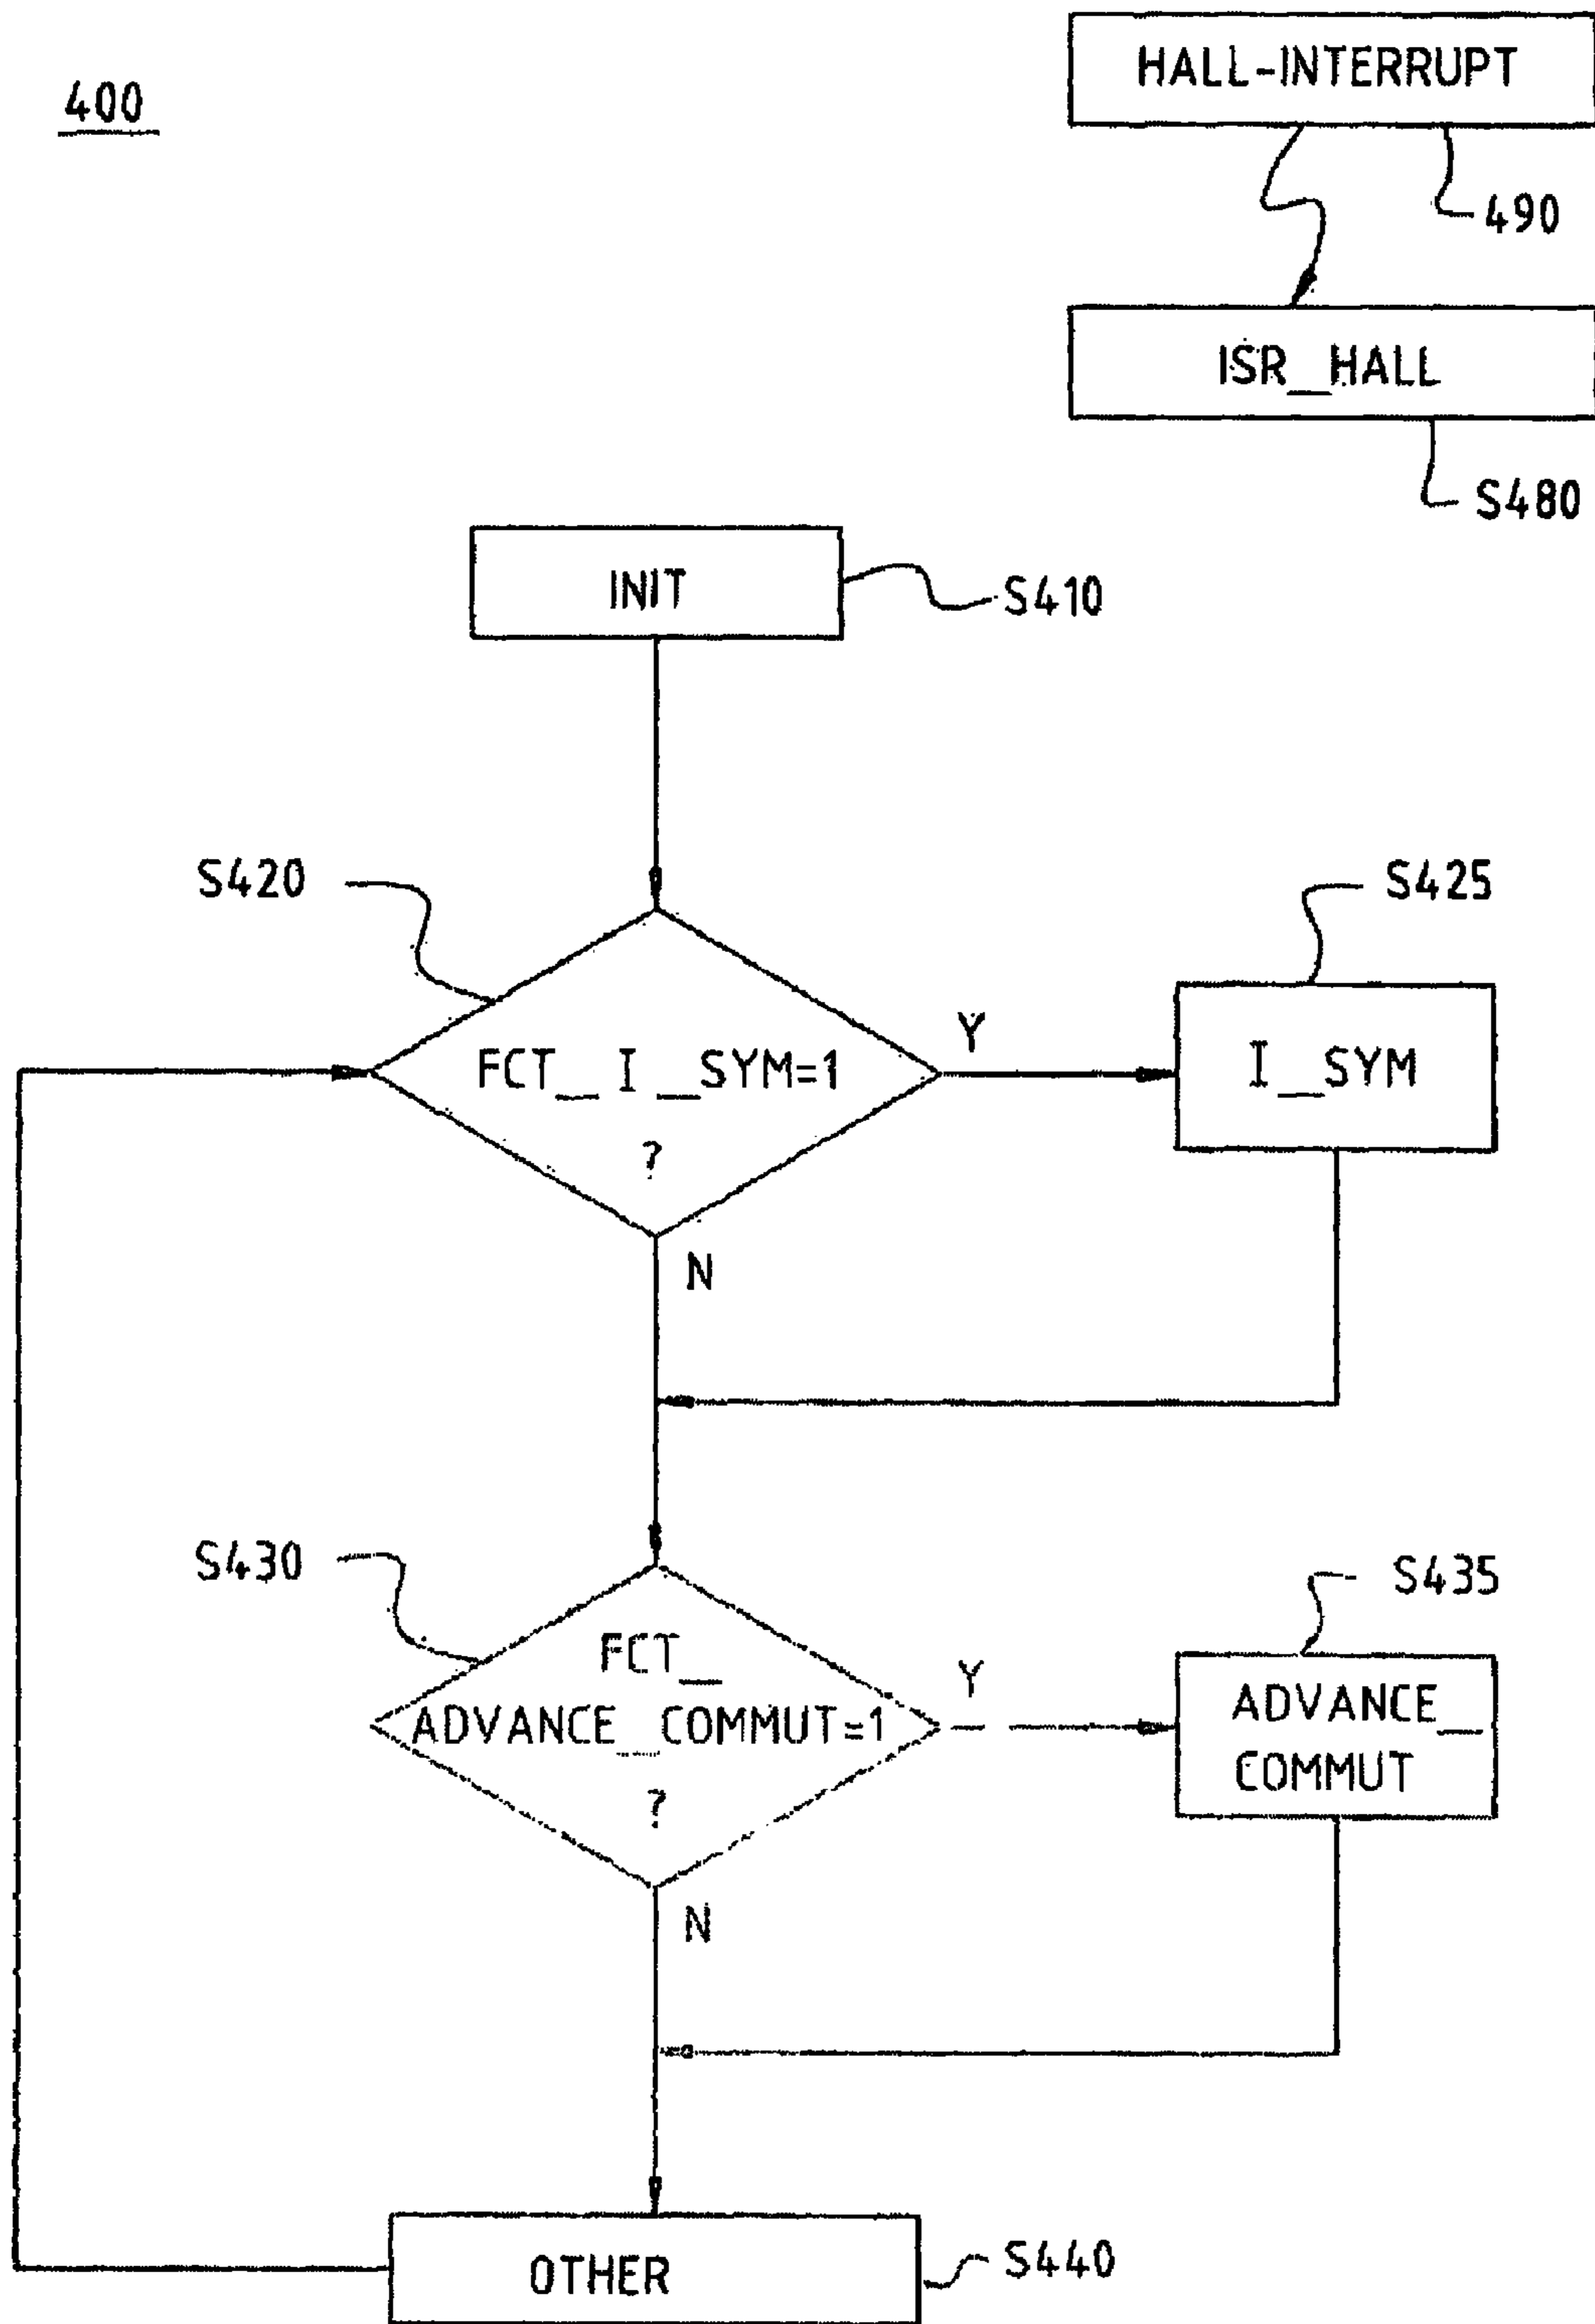 400
HALL-INTERRUPT
490
ISR_HALL
S480
INIT
S410
S420
S425
FCT_I_SYM=1
?
Y
I_SYM
N
S430
S435
FCT_
ADVANCE_COMMUT=1
?
Y
ADVANCE_
COMMUT
N
OTHER
S440